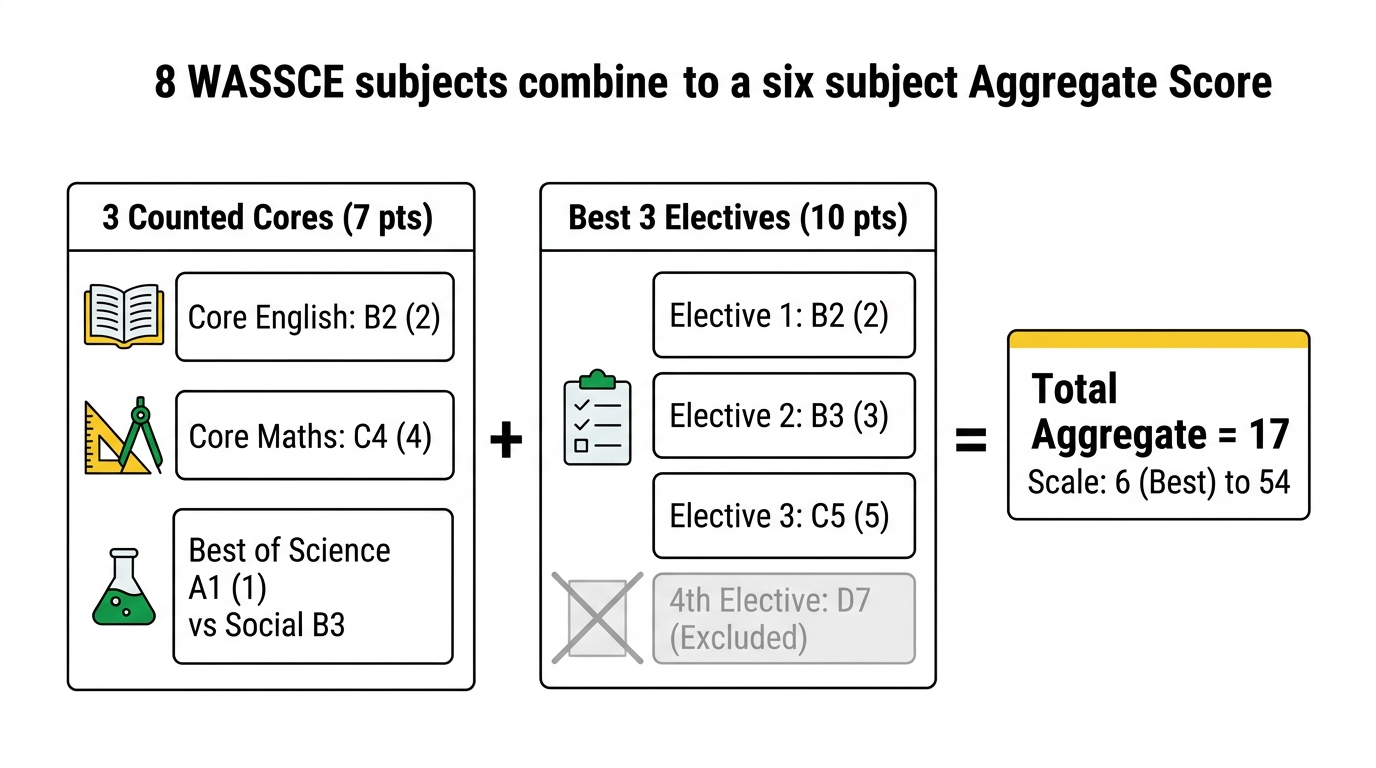 8 WASSCE subjects combine to a six subject Aggregate Score
3 Counted Cores (7 pts)
Core English: B2 (2)
Core Maths: C4 (4)
Best of Science
A1 (1)
vs Social B3
+
Best 3 Electives (10 pts)
Elective 1: B2 (2)
Elective 2: B3 (3)
Elective 3: C5 (5)
4th Elective: D7
(Excluded)
=
Total
Aggregate = 17
Scale: 6 (Best) to 54